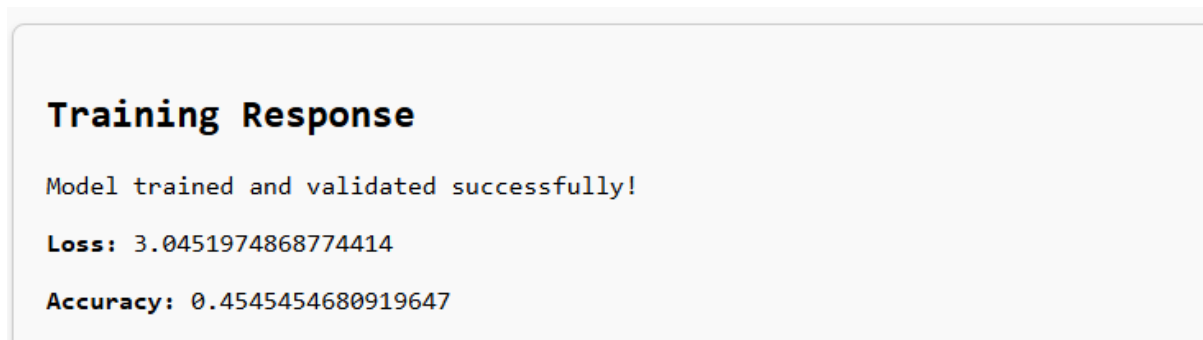 Training Response
Model trained and validated successfully!
Loss: 3.0451974868774414
Accuracy: 0.4545454680919647